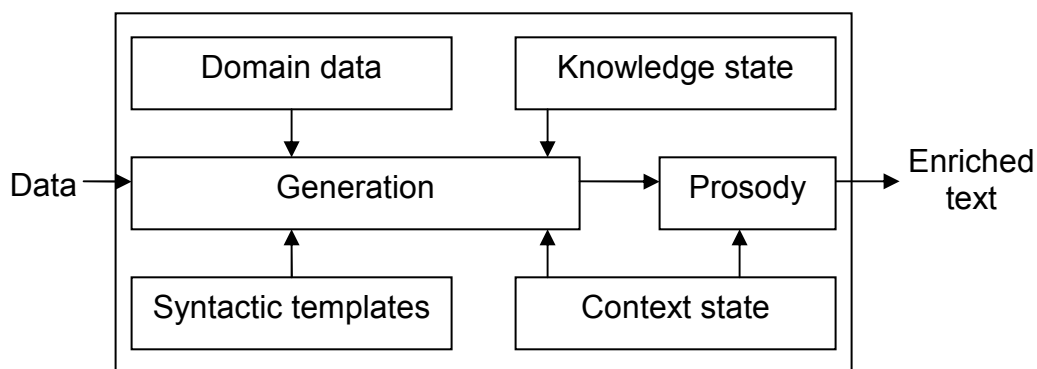 Domain data
Knowledge state
Data
Generation
Prosody
Enriched
text
Syntactic templates
Context state